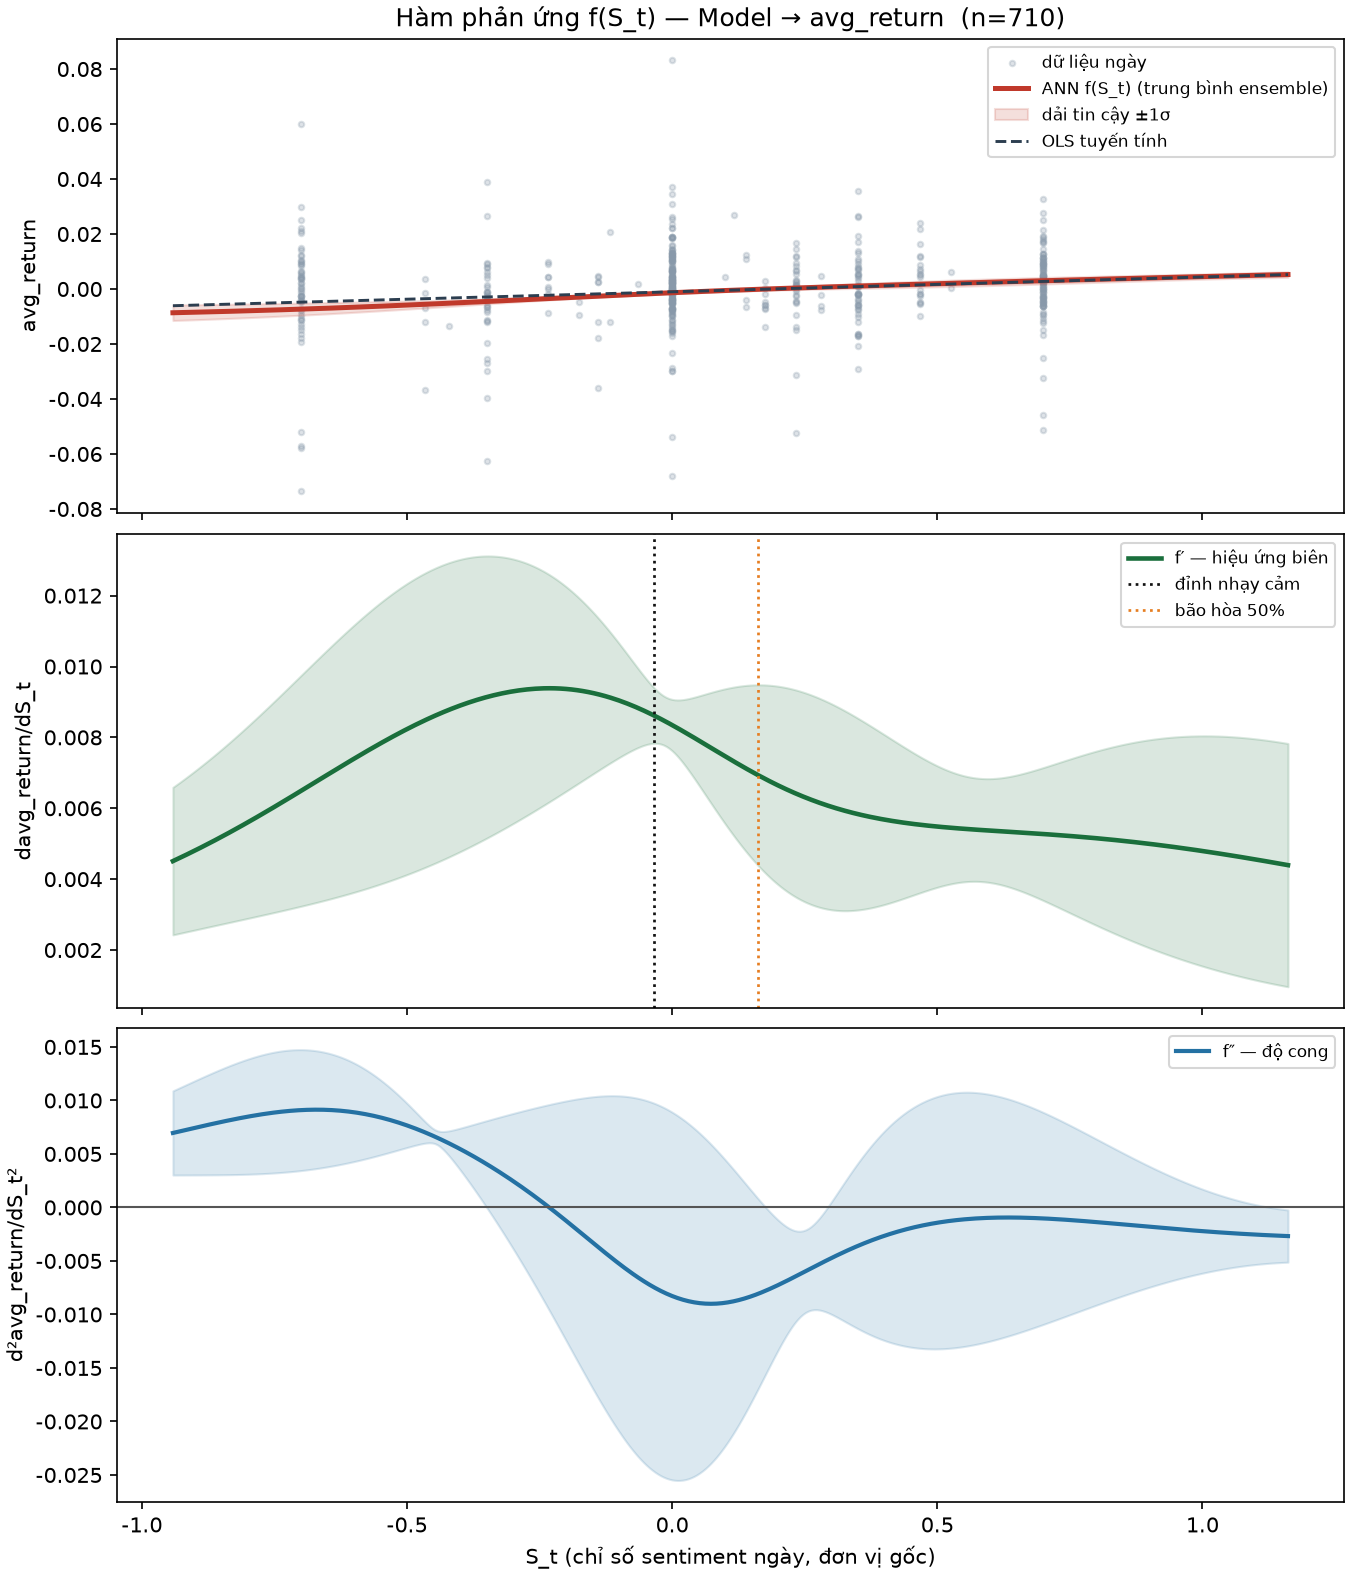 Hàm phản ứng f(S_t) — Model → avg_return  (n=710)
dữ liệu ngày
ANN f(S_t) (trung bình ensemble)
dải tin cậy ±1σ
OLS tuyến tính
avg_return
0.08
0.06
0.04
0.02
0.00
-0.02
-0.04
-0.06
-0.08
f′ — hiệu ứng biên
đỉnh nhạy cảm
bão hòa 50%
davg_return/dS_t
0.012
0.010
0.008
0.006
0.004
0.002
f″ — độ cong
d²avg_return/dS_t²
0.015
0.010
0.005
0.000
-0.005
-0.010
-0.015
-0.020
-0.025
-1.0 -0.5 0.0 0.5 1.0
S_t (chỉ số sentiment ngày, đơn vị gốc)